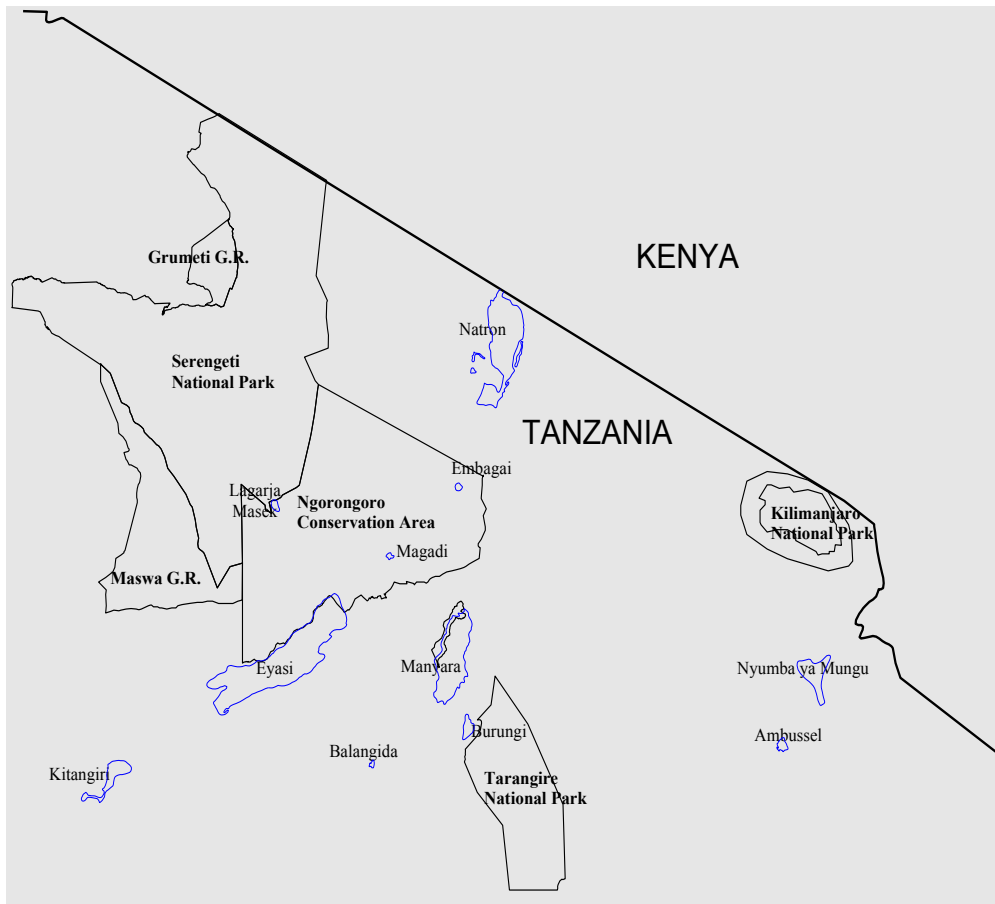 KENYA
Grumeti G.R.
Natron
Serengeti
National Park
TANZANIA
Embagai
Lagarja
Masek
Ngorongoro
Conservation Area
Kilimanjaro
National Park
Magadi
Maswa G.R.
Eyasi
Manyara
Nyumba ya Mungu
Burungi
Ambussel
Balangida
Kitangiri
Tarangire
National Park